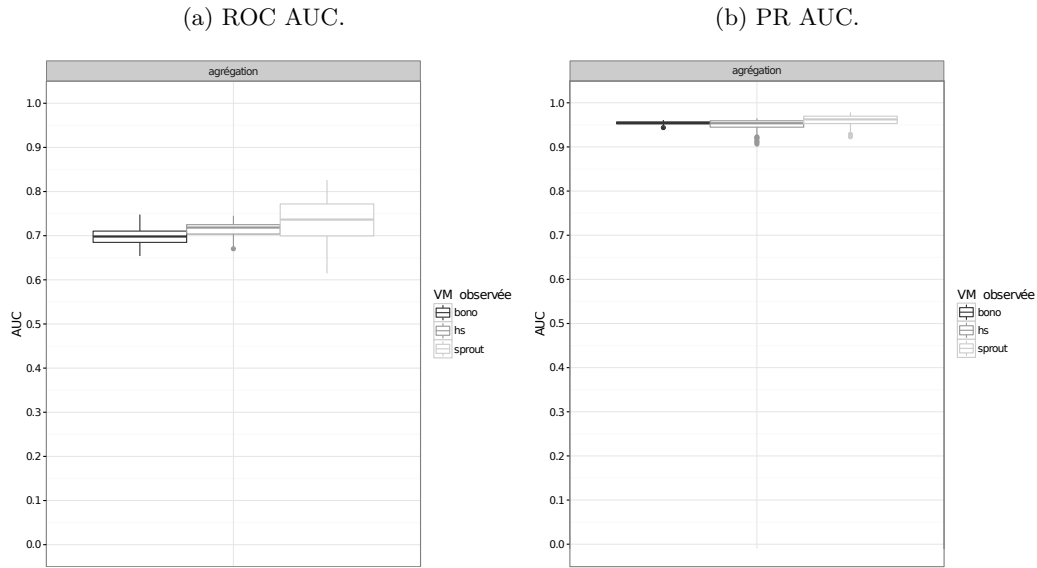 (a) ROC AUC.
agrégation
1.0
0.9
0.8
0.7
0.6
0.5
0.4
0.3
0.2
0.1
0.0
AUC
VM observée
bono
hs
sprout
(b) PR AUC.
agrégation
1.0
0.9
0.8
0.7
0.6
0.5
0.4
0.3
0.2
0.1
0.0
AUC
VM observée
bono
hs
sprout